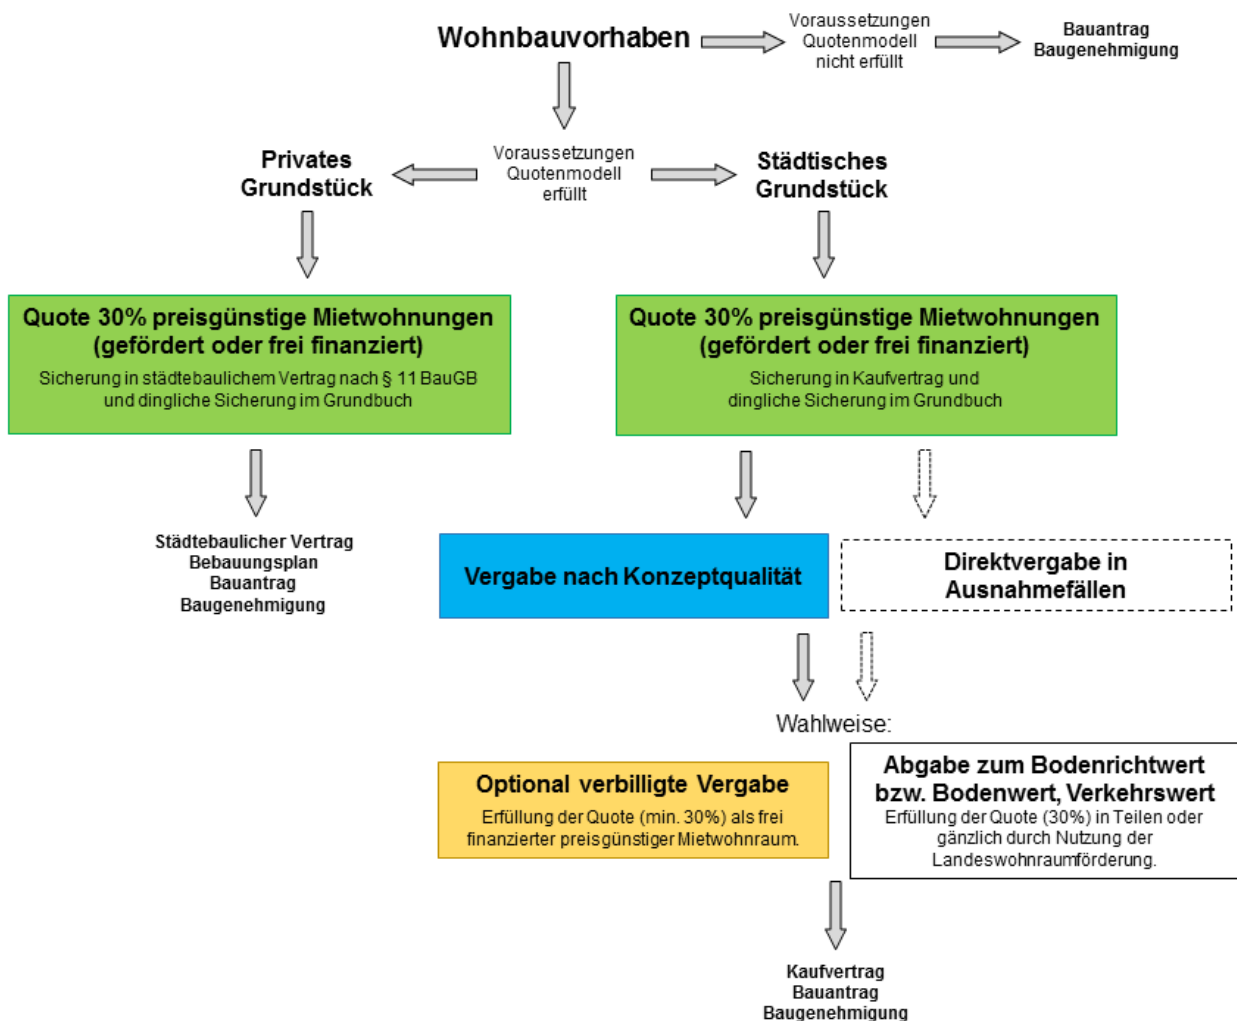 Wohnbauvorhaben
Voraussetzungen
Quotenmodell
nicht erfüllt
Bauantrag
Baugenehmigung
Privates
Grundstück
Voraussetzungen
Quotenmodell
erfüllt
Städtisches
Grundstück
Quote 30% preisgünstige Mietwohnungen
(gefördert oder frei finanziert)
Sicherung in städtebaulichem Vertrag nach § 11 BauGB
und dingliche Sicherung im Grundbuch
Quote 30% preisgünstige Mietwohnungen
(gefördert oder frei finanziert)
Sicherung in Kaufvertrag und
dingliche Sicherung im Grundbuch
Städtebaulicher Vertrag
Bebauungsplan
Bauantrag
Baugenehmigung
Vergabe nach Konzeptqualität
Direktvergabe in
Ausnahmefällen
Wahlweise:
Optional verbilligte Vergabe
Erfüllung der Quote (min. 30%) als frei
finanzierter preisgünstiger Mietwohnraum.
Abgabe zum Bodenrichtwert
bzw. Bodenwert, Verkehrswert
Erfüllung der Quote (30%) in Teilen oder
gänzlich durch Nutzung der
Landeswohnraumförderung.
Kaufvertrag
Bauantrag
Baugenehmigung